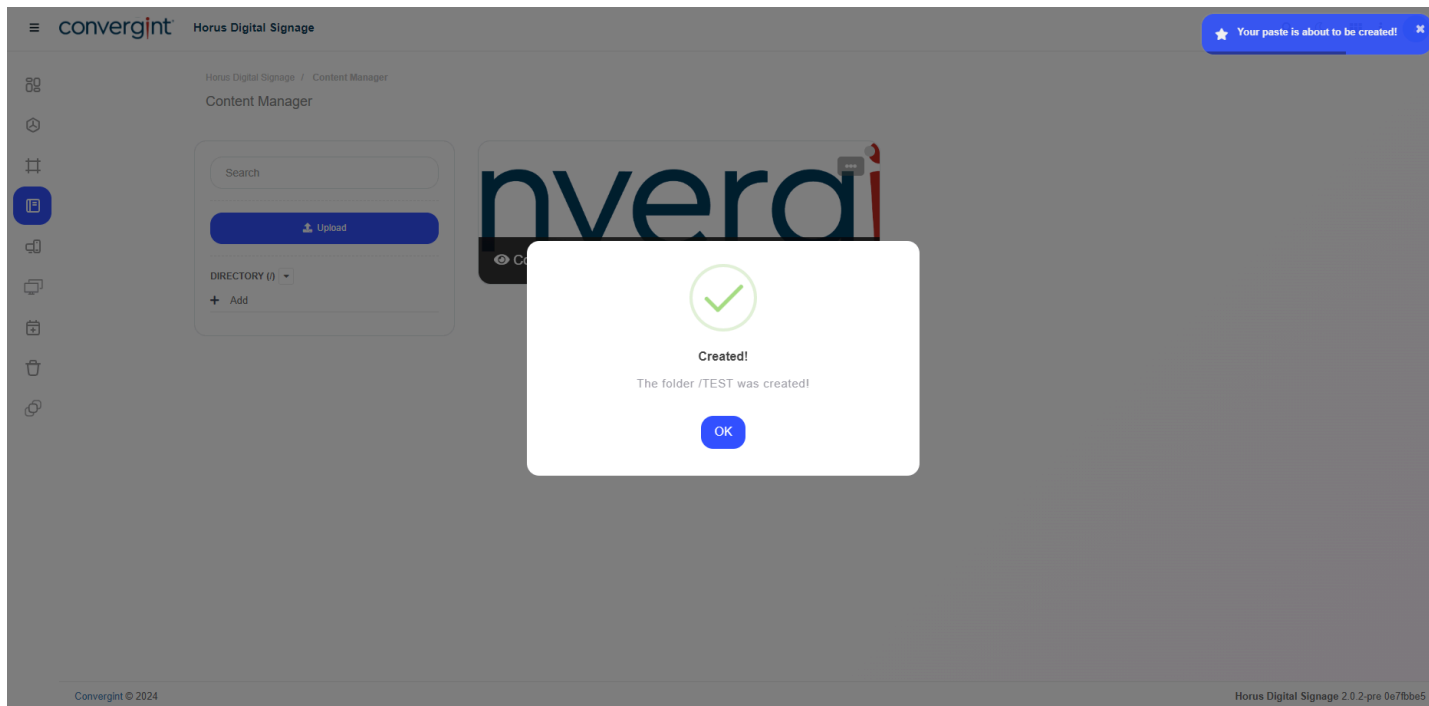 convergint
Horus Digital Signage
Your paste is about to be created!
Horus Digital Signage / Content Manager
Content Manager
Search
Upload
nvergi
Co
DIRECTORY (/)
+ Add
Created!
The folder /TEST was created!
OK
Convergint © 2024
Horus Digital Signage 2.0.2-pre 0e7fbbe5